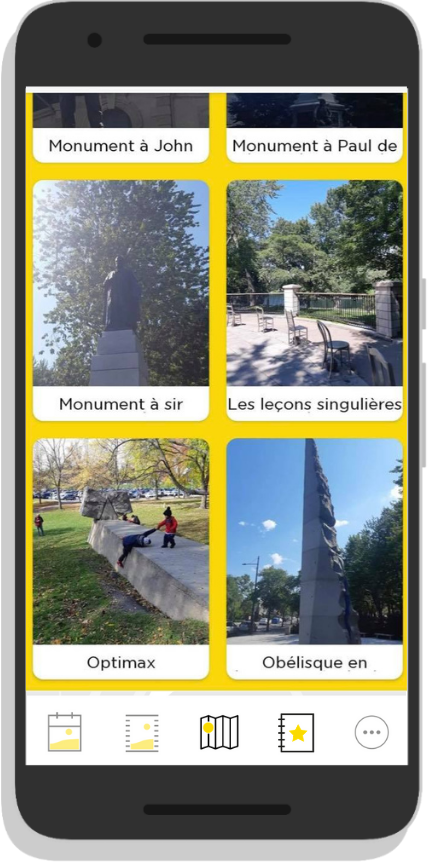 Monument à John
Monument à Paul de
Monument à sir
Les leçons singulières
Optimax
Obélisque en